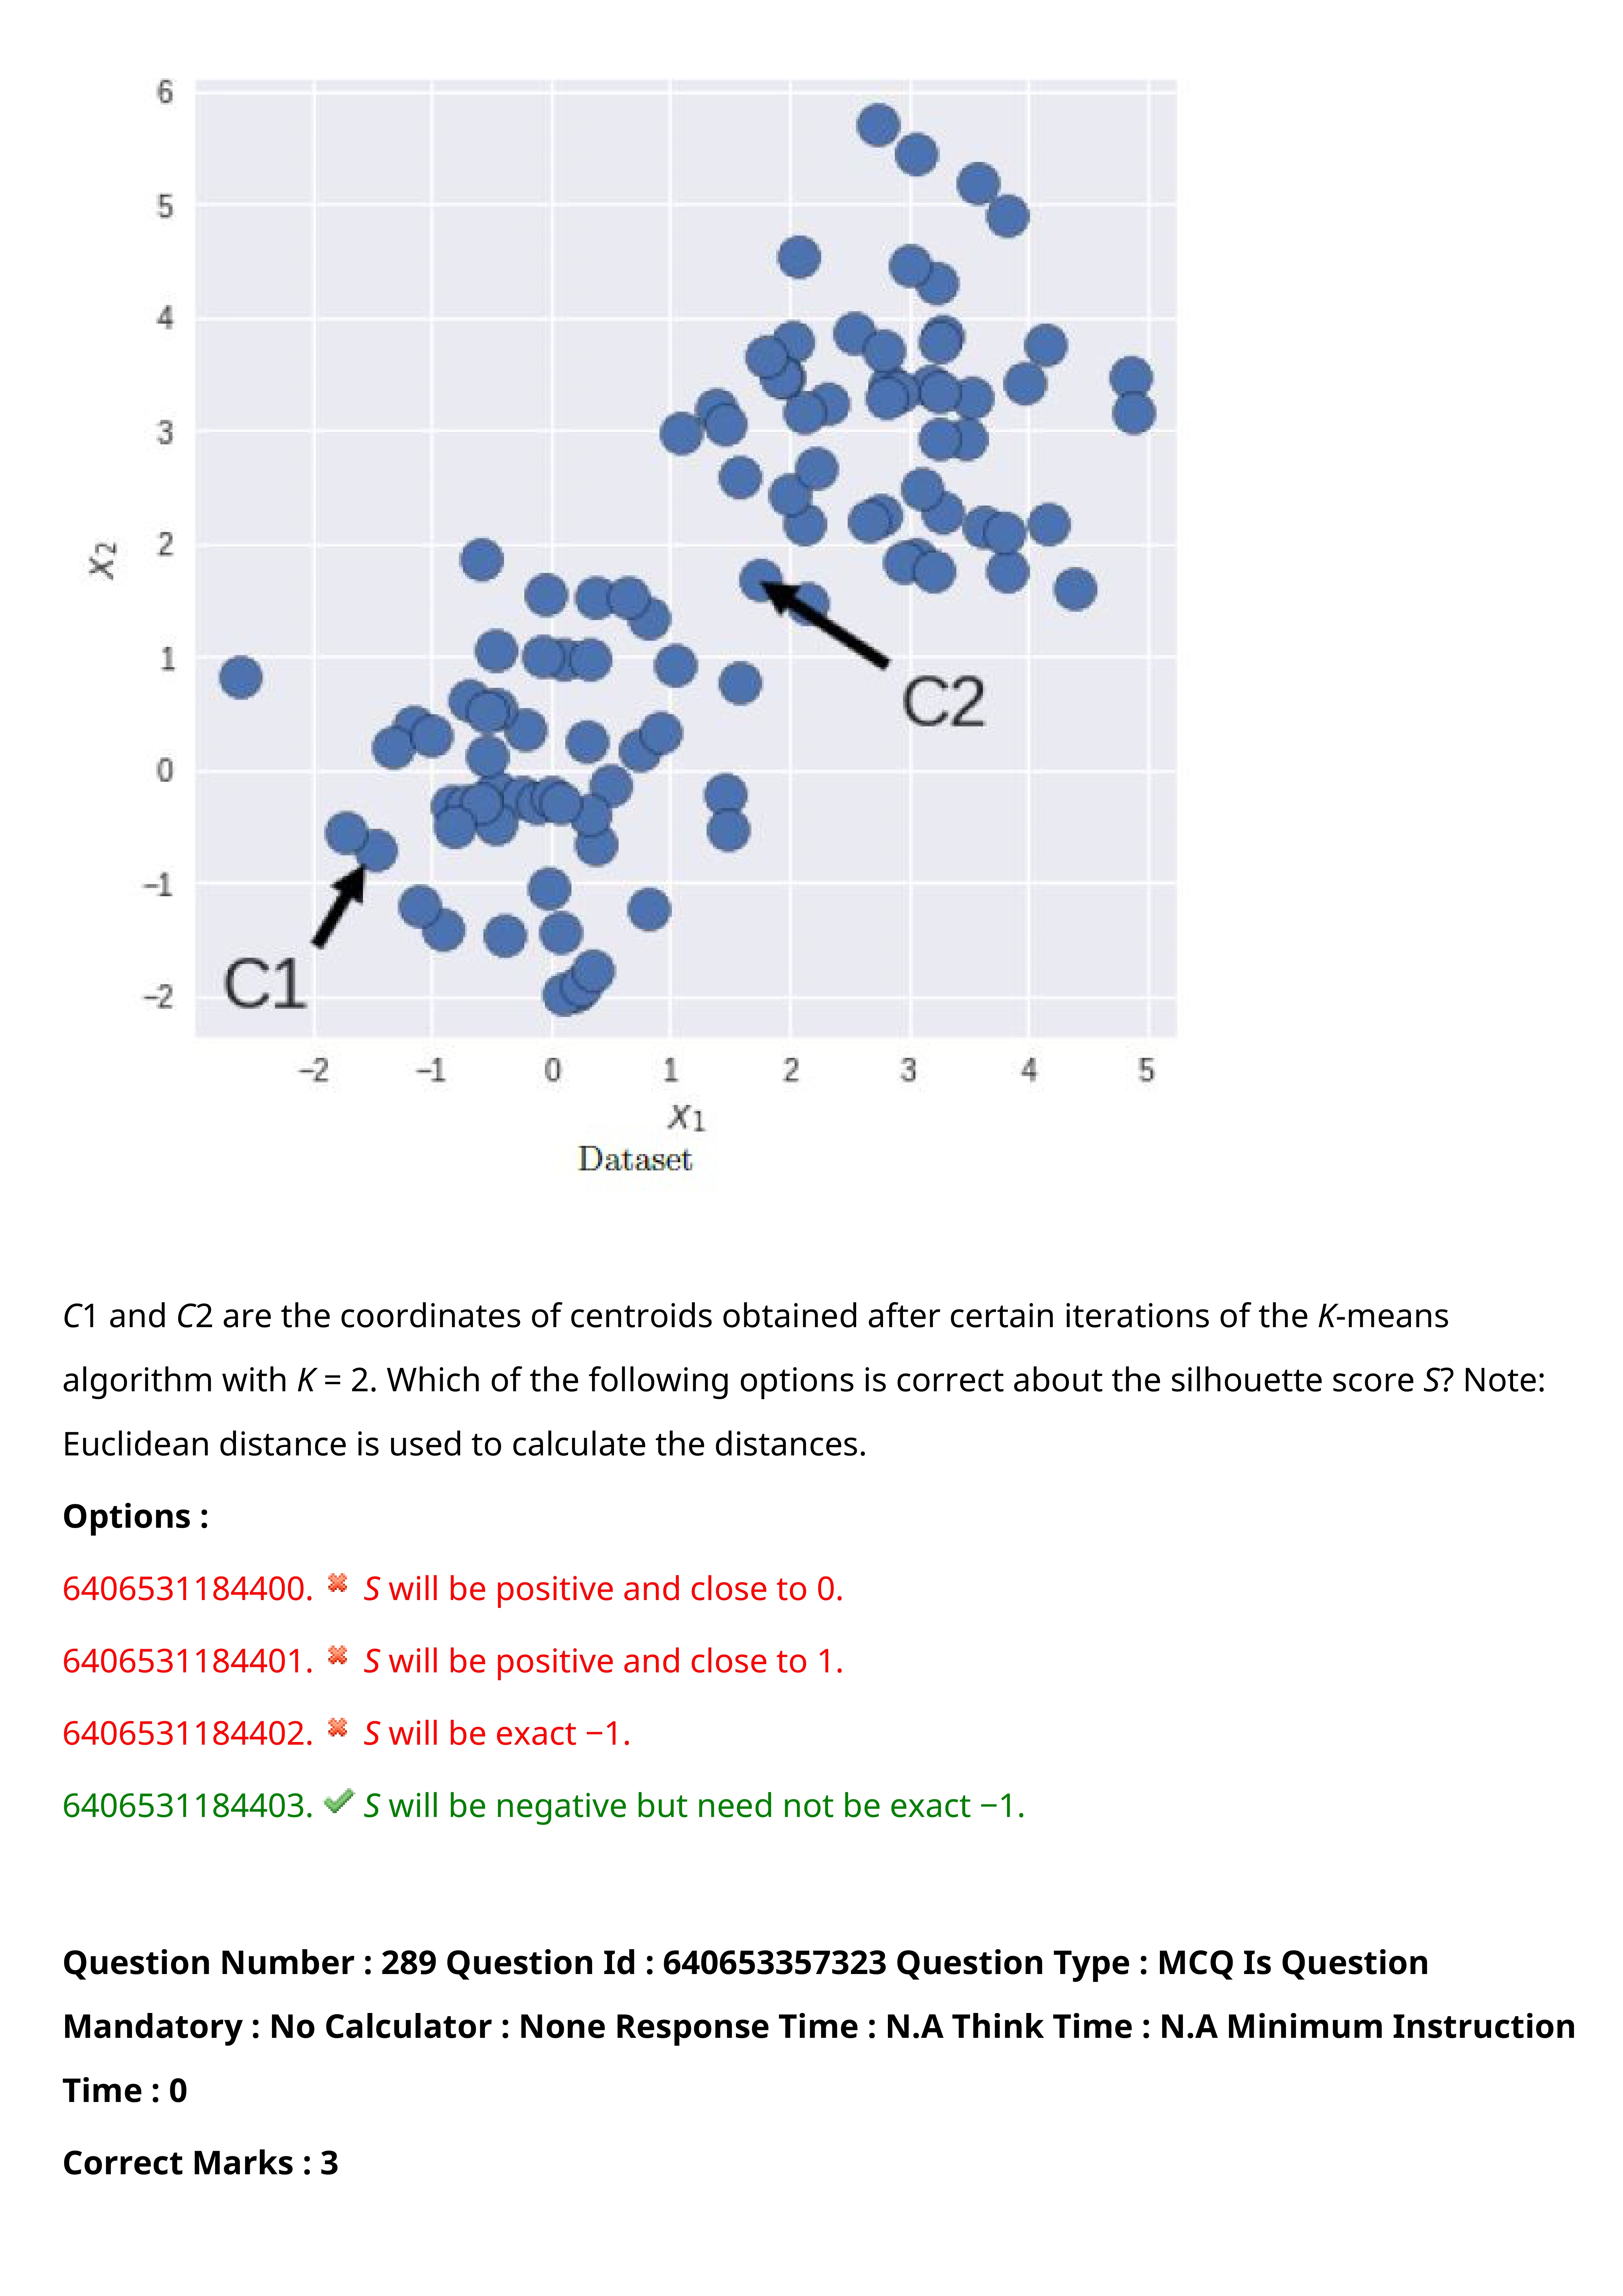 6
5
4
3
2
1
0
−1
−2
x2
C2
C1
−2 −1 0 1 2 3 4 5
x1
Dataset
C1 and C2 are the coordinates of centroids obtained after certain iterations of the K-means
algorithm with K = 2. Which of the following options is correct about the silhouette score S? Note:
Euclidean distance is used to calculate the distances.
Options :
6406531184400. ✖ S will be positive and close to 0.
6406531184401. ✖ S will be positive and close to 1.
6406531184402. ✖ S will be exact −1.
6406531184403. ✔ S will be negative but need not be exact −1.
Question Number : 289 Question Id : 640653357323 Question Type : MCQ Is Question
Mandatory : No Calculator : None Response Time : N.A Think Time : N.A Minimum Instruction
Time : 0
Correct Marks : 3